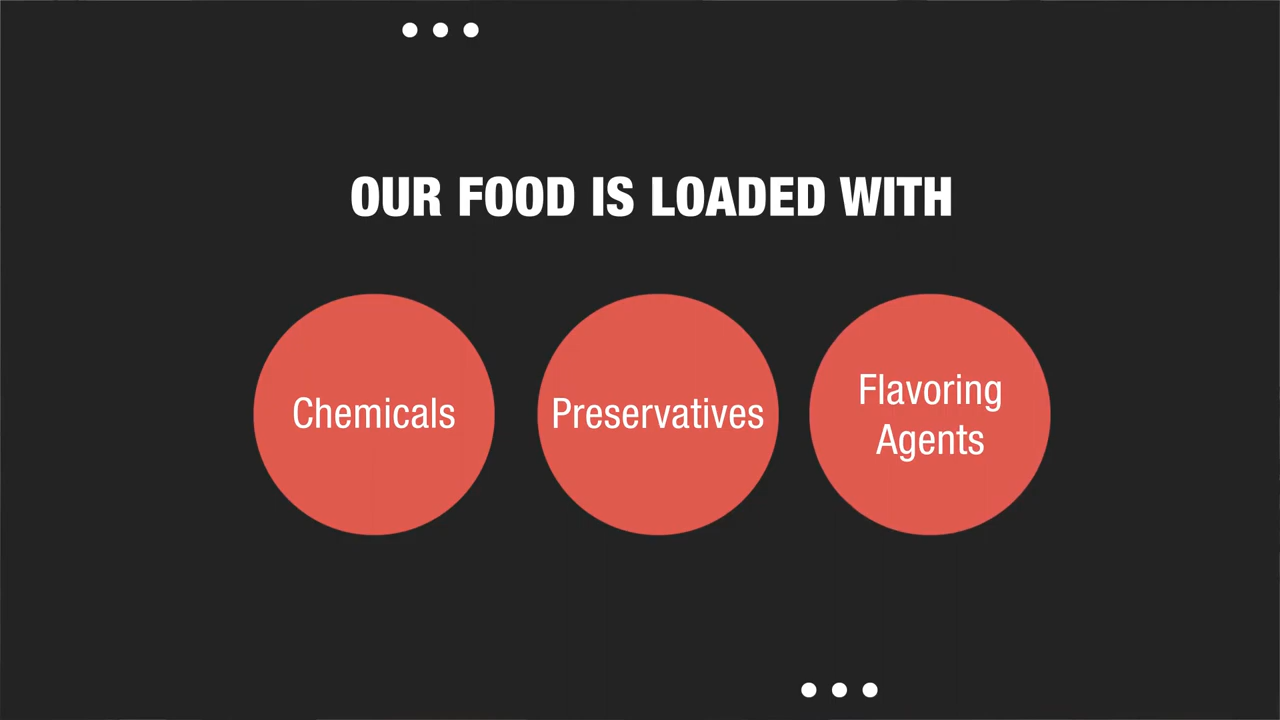 OUR FOOD IS LOADED WITH
Chemicals
Preservatives
Flavoring
Agents